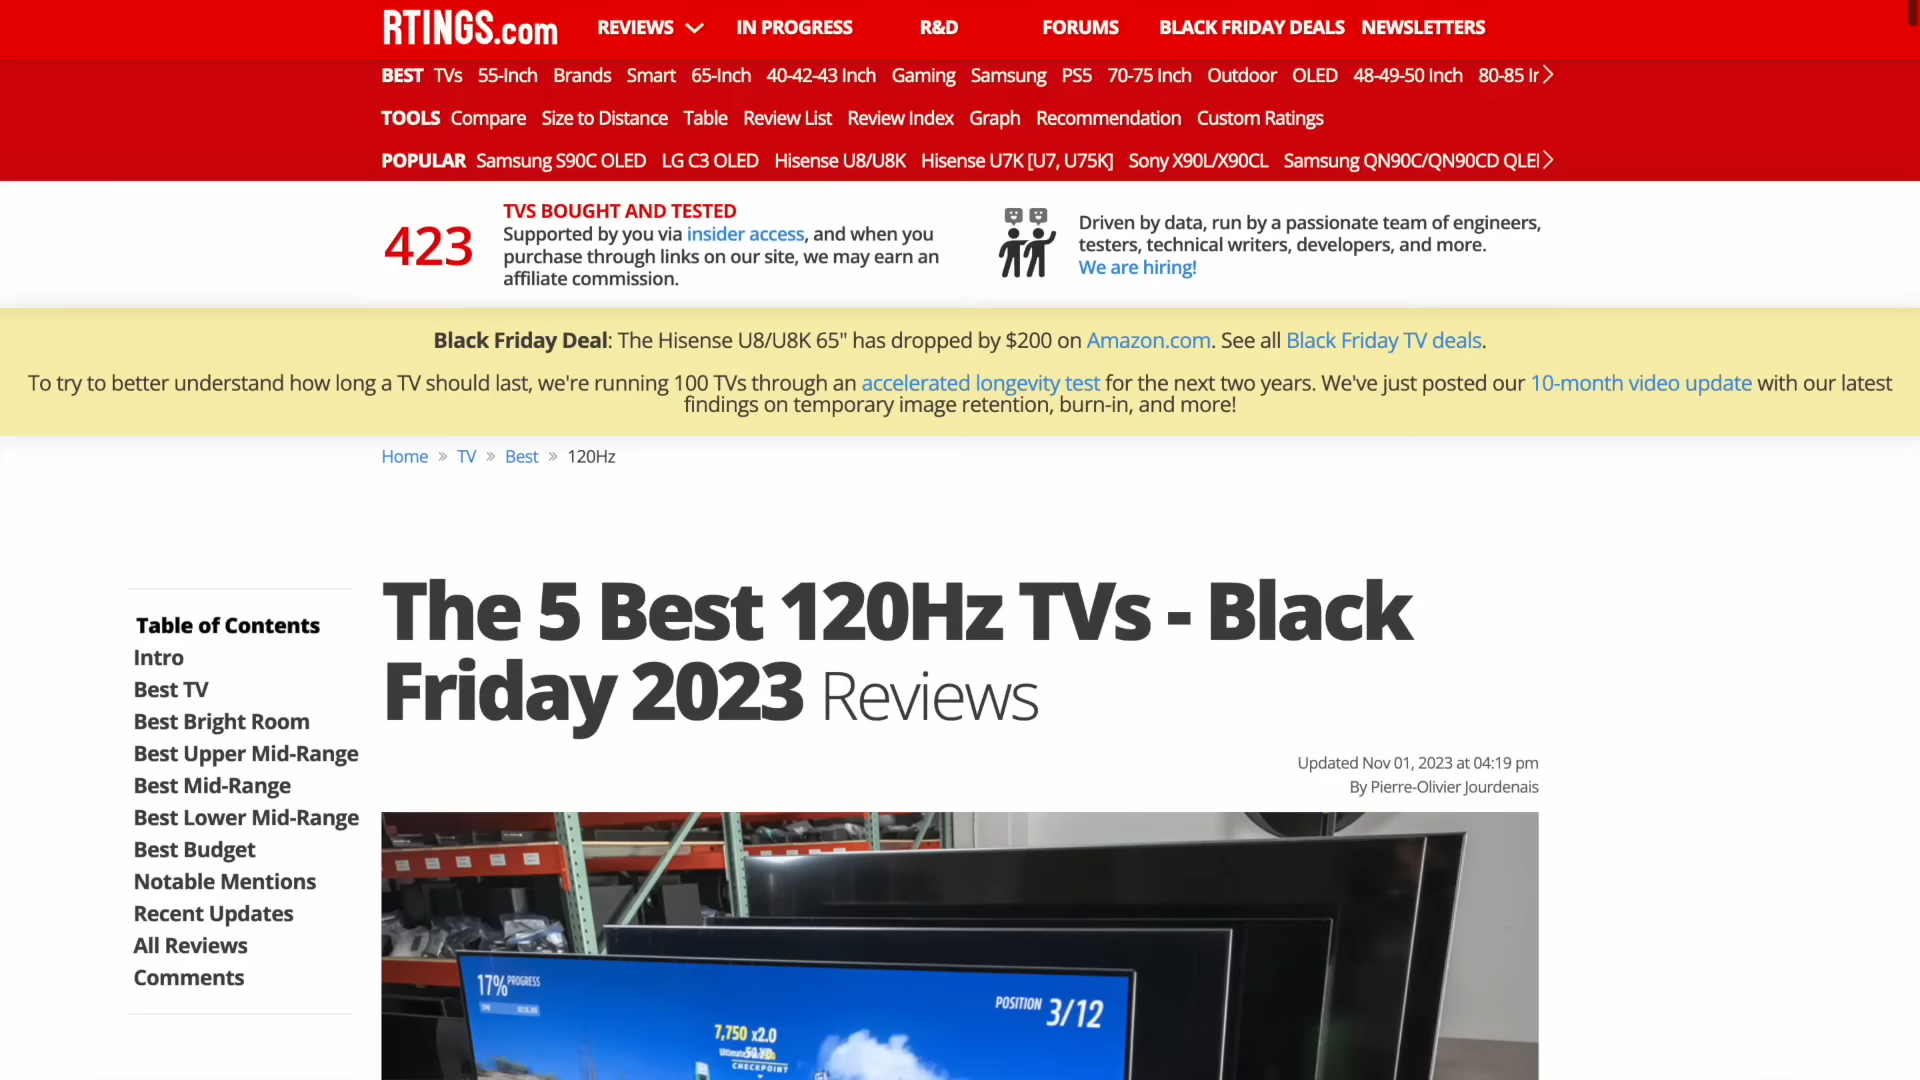 RTINGS.com REVIEWS IN PROGRESS R&D FORUMS BLACK FRIDAY DEALS NEWSLETTERS
BEST TVs 55-Inch Brands Smart 65-Inch 40-42-43 Inch Gaming Samsung PS5 70-75 Inch Outdoor OLED 48-49-50 Inch 80-85 Ir
TOOLS Compare Size to Distance Table Review List Review Index Graph Recommendation Custom Ratings
POPULAR Samsung S90C OLED LG C3 OLED Hisense U8/U8K Hisense U7K [U7, U75K] Sony X90L/X90CL Samsung QN90C/QN90CD QLE
423
TVS BOUGHT AND TESTED
Supported by you via insider access, and when you
purchase through links on our site, we may earn an
affiliate commission.
Driven by data, run by a passionate team of engineers,
testers, technical writers, developers, and more.
We are hiring!
Black Friday Deal: The Hisense U8/U8K 65" has dropped by $200 on Amazon.com. See all Black Friday TV deals.
To try to better understand how long a TV should last, we're running 100 TVs through an accelerated longevity test for the next two years. We've just posted our 10-month video update with our latest
findings on temporary image retention, burn-in, and more!
Home » TV » Best » 120Hz
Table of Contents
Intro
Best TV
Best Bright Room
Best Upper Mid-Range
Best Mid-Range
Best Lower Mid-Range
Best Budget
Notable Mentions
Recent Updates
All Reviews
Comments
The 5 Best 120Hz TVs - Black
Friday 2023 Reviews
Updated Nov 01, 2023 at 04:19 pm
By Pierre-Olivier Jourdenais
17% PROGRESS
POSITION 3/12
7,750 x2.0
Ultimate
CHECKPOINT